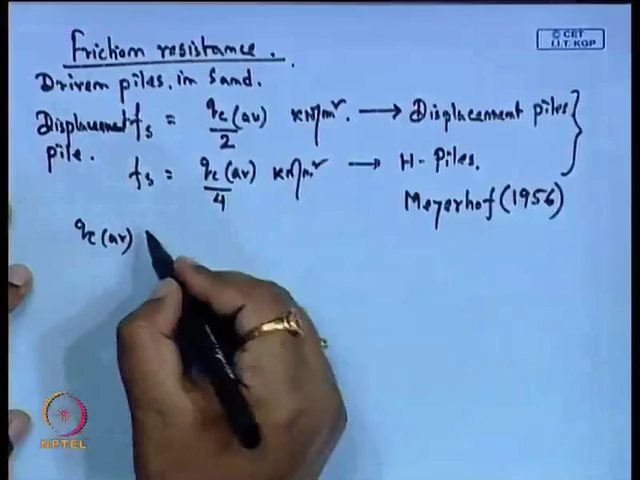 © CET
I.I.T. KGP
Friction resistance.
Driven piles in Sand.
Displacement pile. fs = qc(av)/2 kN/m² → Displacement piles
fs = qc(av)/4 kN/m² → H-Piles.
Meyerhof (1956)
qc(av)
NPTEL